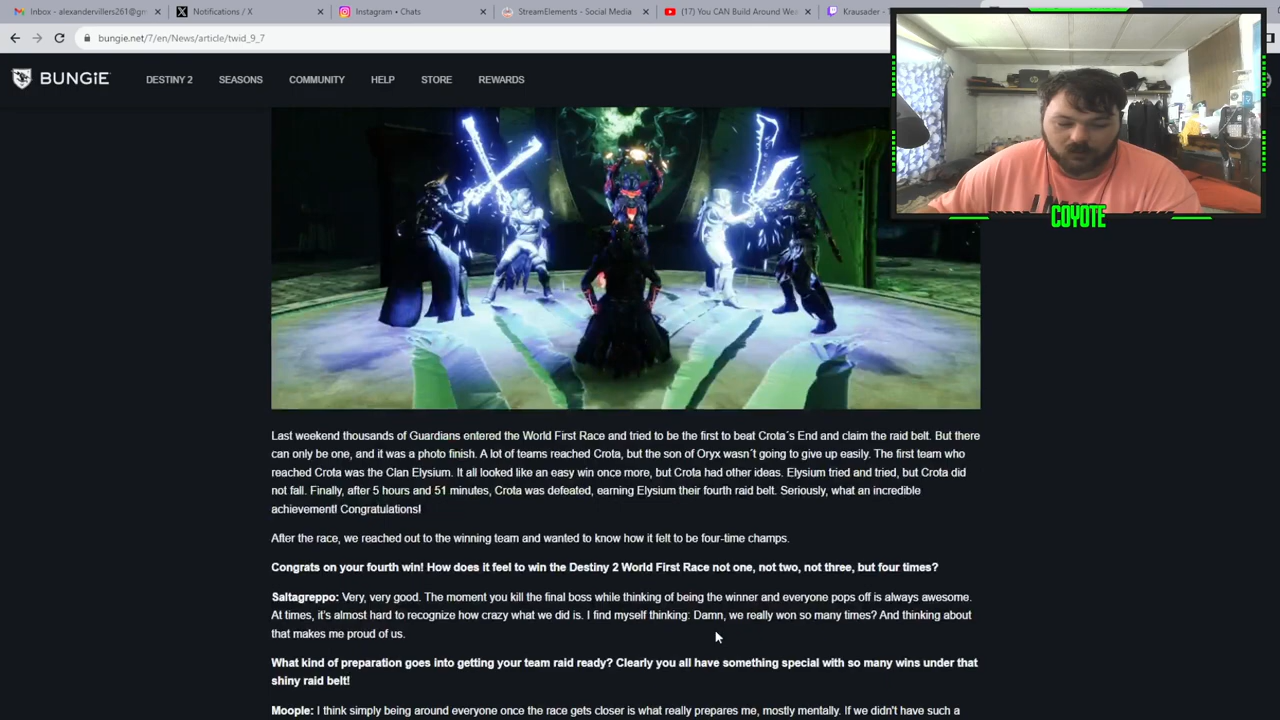 Inbox - alexandervillers261@gm
Notifications / X
Instagram • Chats
StreamElements - Social Media
(17) You CAN Build Around We
Krausader -
bungie.net/7/en/News/article/twid_9_7
BUNGiE
DESTINY 2
SEASONS
COMMUNITY
HELP
STORE
REWARDS
COYOTE
Last weekend thousands of Guardians entered the World First Race and tried to be the first to beat Crota´s End and claim the raid belt. But there
can only be one, and it was a photo finish. A lot of teams reached Crota, but the son of Oryx wasn´t going to give up easily. The first team who
reached Crota was the Clan Elysium. It all looked like an easy win once more, but Crota had other ideas. Elysium tried and tried, but Crota did
not fall. Finally, after 5 hours and 51 minutes, Crota was defeated, earning Elysium their fourth raid belt. Seriously, what an incredible
achievement! Congratulations!
After the race, we reached out to the winning team and wanted to know how it felt to be four-time champs.
Congrats on your fourth win! How does it feel to win the Destiny 2 World First Race not one, not two, not three, but four times?
Saltagreppo: Very, very good. The moment you kill the final boss while thinking of being the winner and everyone pops off is always awesome.
At times, it's almost hard to recognize how crazy what we did is. I find myself thinking: Damn, we really won so many times? And thinking about
that makes me proud of us.
What kind of preparation goes into getting your team raid ready? Clearly you all have something special with so many wins under that
shiny raid belt!
Moople: I think simply being around everyone once the race gets closer is what really prepares me, mostly mentally. If we didn't have such a